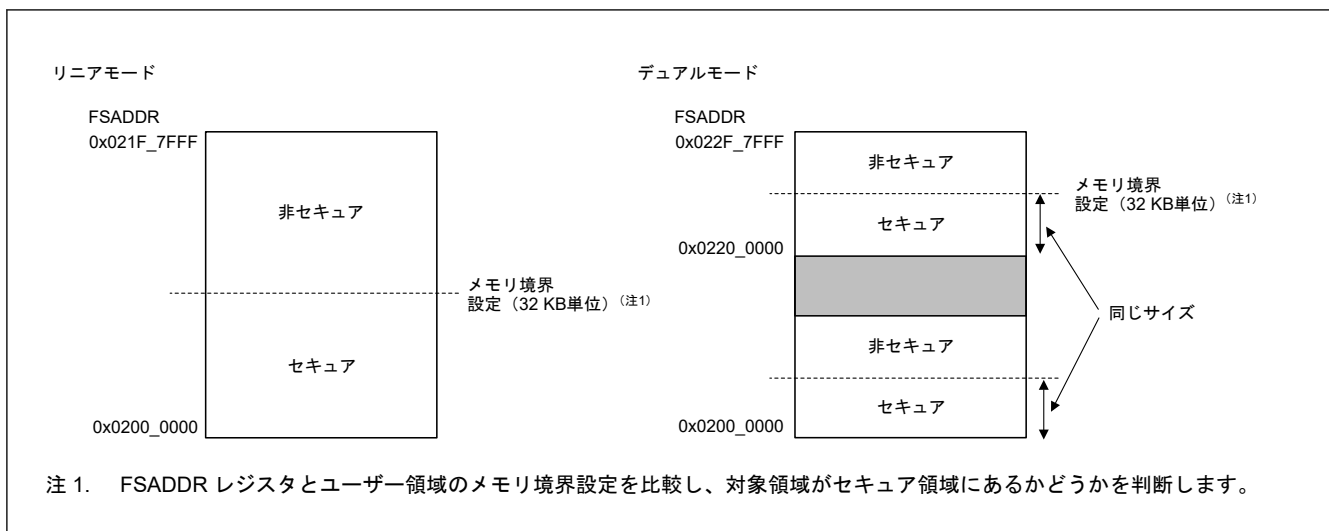 リニアモード
FSADDR
0x021F_7FFF
非セキュア
メモリ境界
設定（32 KB単位）（注1）
セキュア
0x0200_0000
デュアルモード
FSADDR
0x022F_7FFF
非セキュア
メモリ境界
設定（32 KB単位）（注1）
セキュア
0x0220_0000
同じサイズ
非セキュア
セキュア
0x0200_0000
注 1. FSADDR レジスタとユーザー領域のメモリ境界設定を比較し、対象領域がセキュア領域にあるかどうかを判断します。